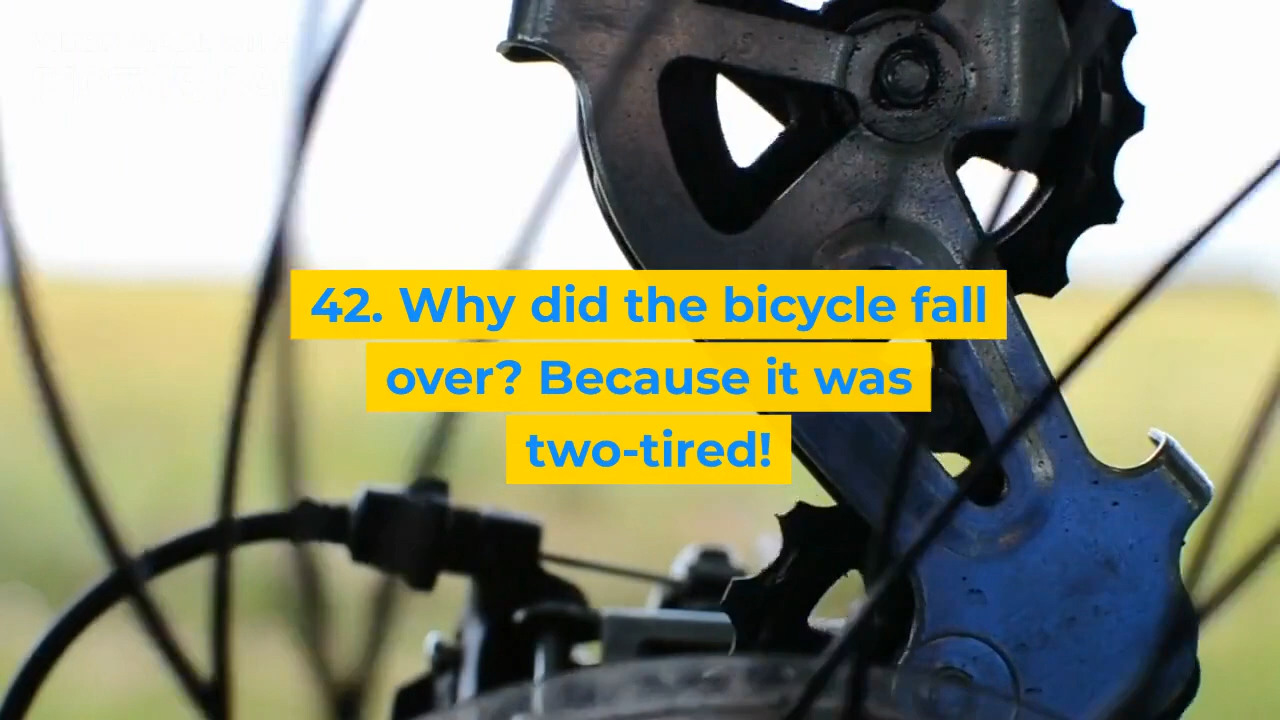 42. Why did the bicycle fall
over? Because it was
two-tired!